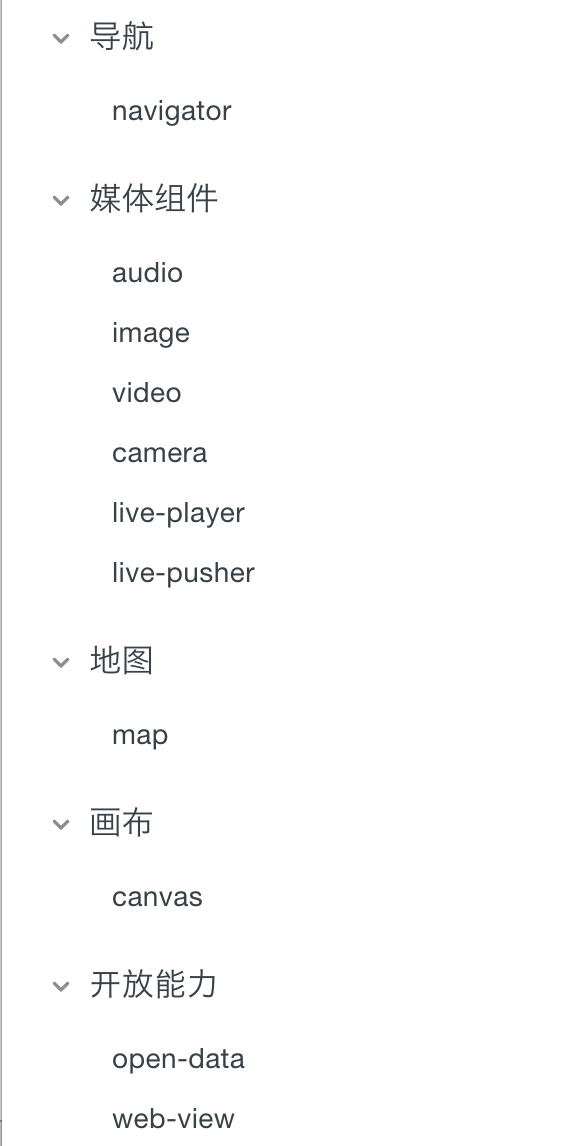 导航
navigator
媒体组件
audio
image
video
camera
live-player
live-pusher
地图
map
画布
canvas
开放能力
open-data
web-view